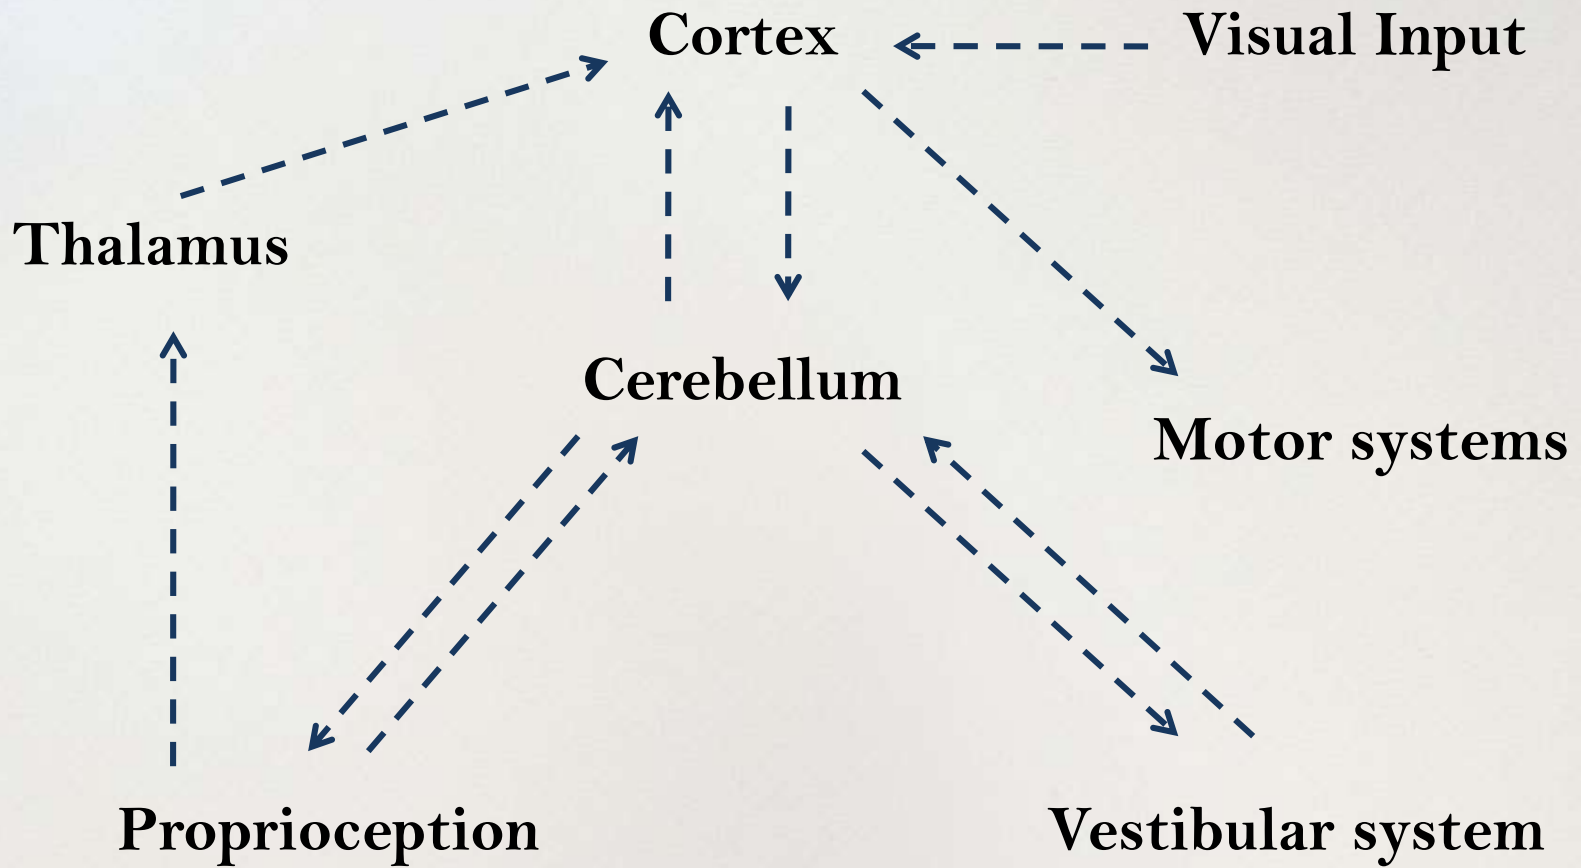 Cortex
Visual Input
Thalamus
Cerebellum
Motor systems
Proprioception
Vestibular system